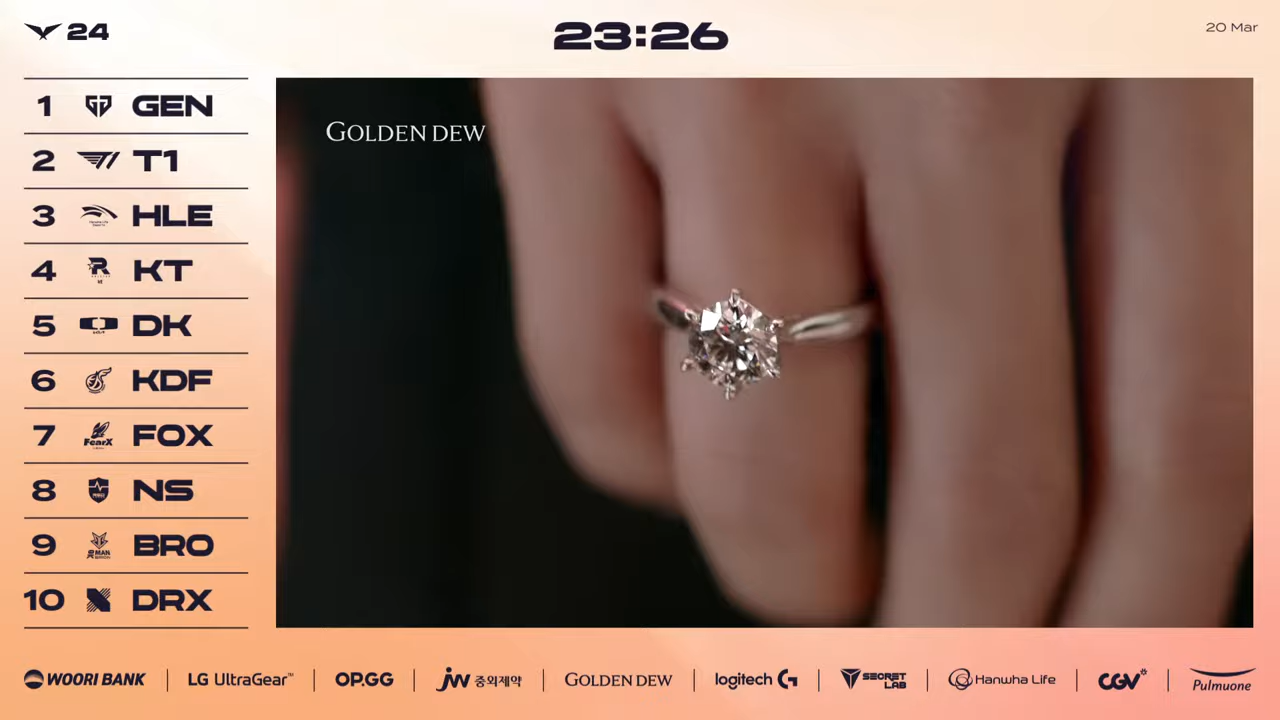 24
23:26
20 Mar
1 GEN
2 T1
3 HLE
4 KT
5 DK
6 KDF
7 FearX FOX
8 NS
9 BRO
10 DRX
GOLDEN DEW
WOORI BANK
LG UltraGear™
OP.GG
jw 중외제약
GOLDEN DEW
logitech G
SECRET LAB
Hanwha Life
CGV
Pulmuone